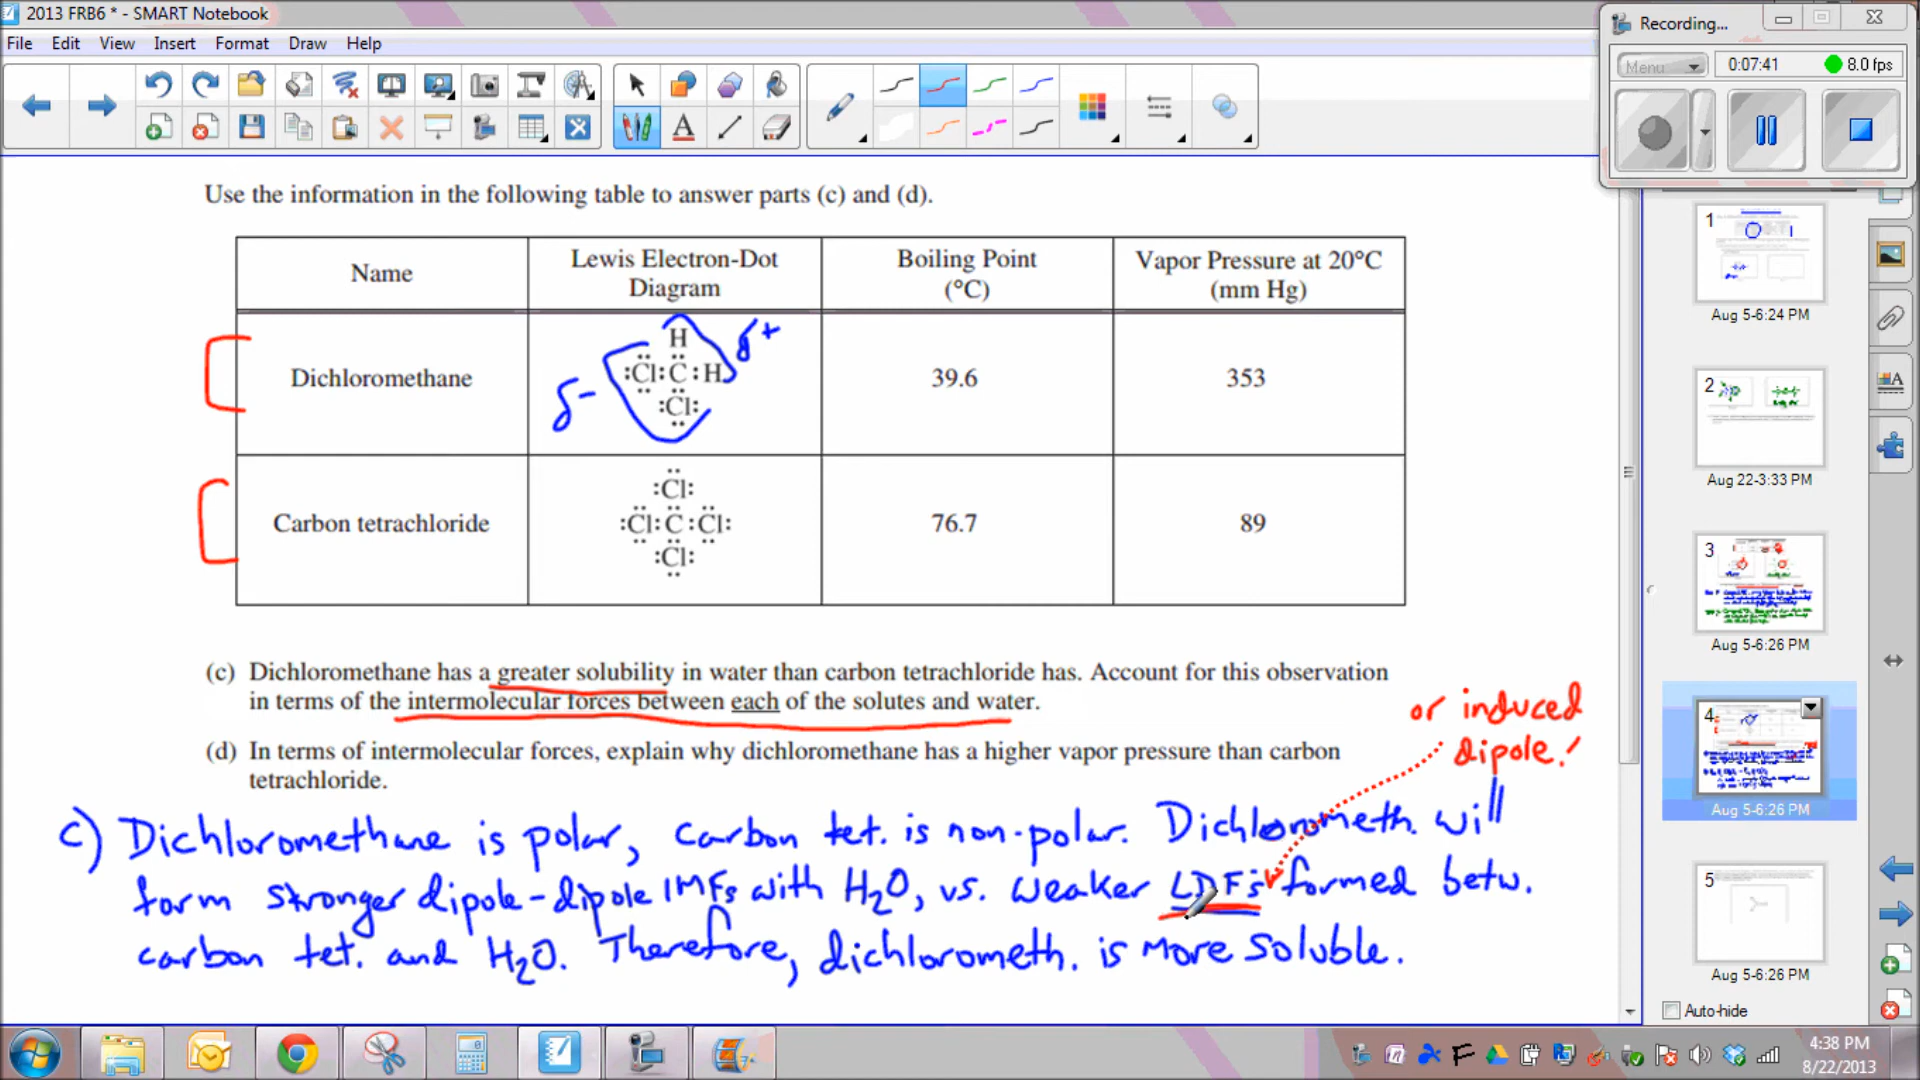 2013 FRB6 * - SMART Notebook
File Edit View Insert Format Draw Help
Recording...
Menu 0:07:41 8.0 fps
Use the information in the following table to answer parts (c) and (d).
Name
Lewis Electron-Dot
Diagram
Boiling Point
(°C)
Vapor Pressure at 20°C
(mm Hg)
Dichloromethane
H
:Cl:C:H
:Cl:
δ-
δ+
39.6
353
Carbon tetrachloride
:Cl:
:Cl:C:Cl:
:Cl:
76.7
89
(c) Dichloromethane has a greater solubility in water than carbon tetrachloride has. Account for this observation
in terms of the intermolecular forces between each of the solutes and water.
(d) In terms of intermolecular forces, explain why dichloromethane has a higher vapor pressure than carbon
tetrachloride.
or induced
dipole!
c) Dichloromethane is polar, carbon tet. is non-polar. Dichlorometh. will
form stronger dipole-dipole IMFs with H2O, vs. weaker LDFs formed betw.
carbon tet. and H2O. Therefore, dichlorometh. is more soluble.
1
Aug 5-6:24 PM
2
Aug 22-3:33 PM
3
Aug 5-6:26 PM
4
Aug 5-6:26 PM
5
Aug 5-6:26 PM
Auto-hide
4:38 PM
8/22/2013